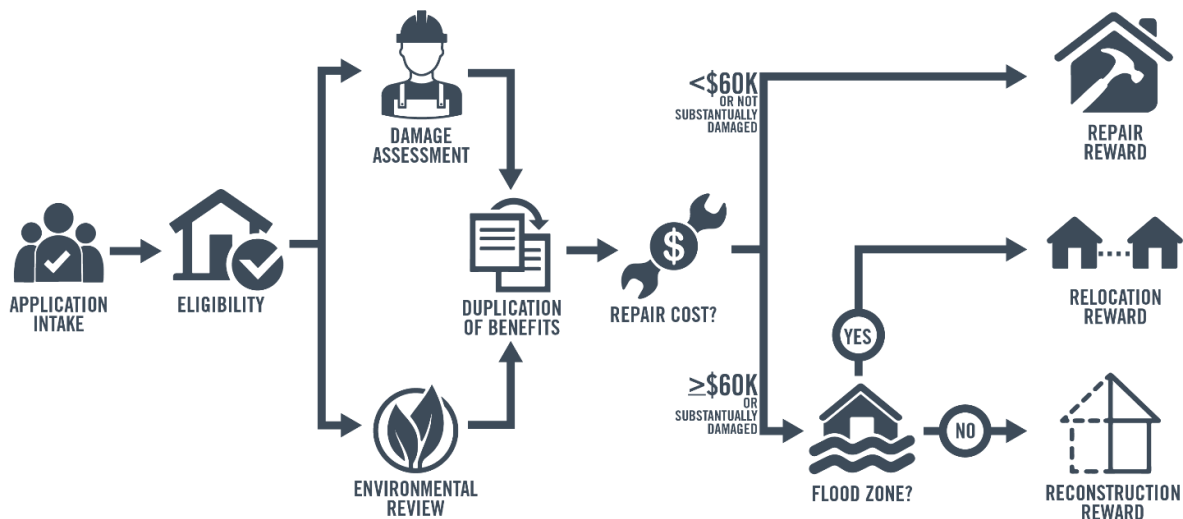 APPLICATION
INTAKE
ELIGIBILITY
DAMAGE
ASSESSMENT
ENVIRONMENTAL
REVIEW
DUPLICATION
OF BENEFITS
$
REPAIR COST?
<$60K
OR NOT
SUBSTANTUALLY
DAMAGED
≥$60K
OR
SUBSTANTUALLY
DAMAGED
REPAIR
REWARD
FLOOD ZONE?
YES
RELOCATION
REWARD
NO
RECONSTRUCTION
REWARD